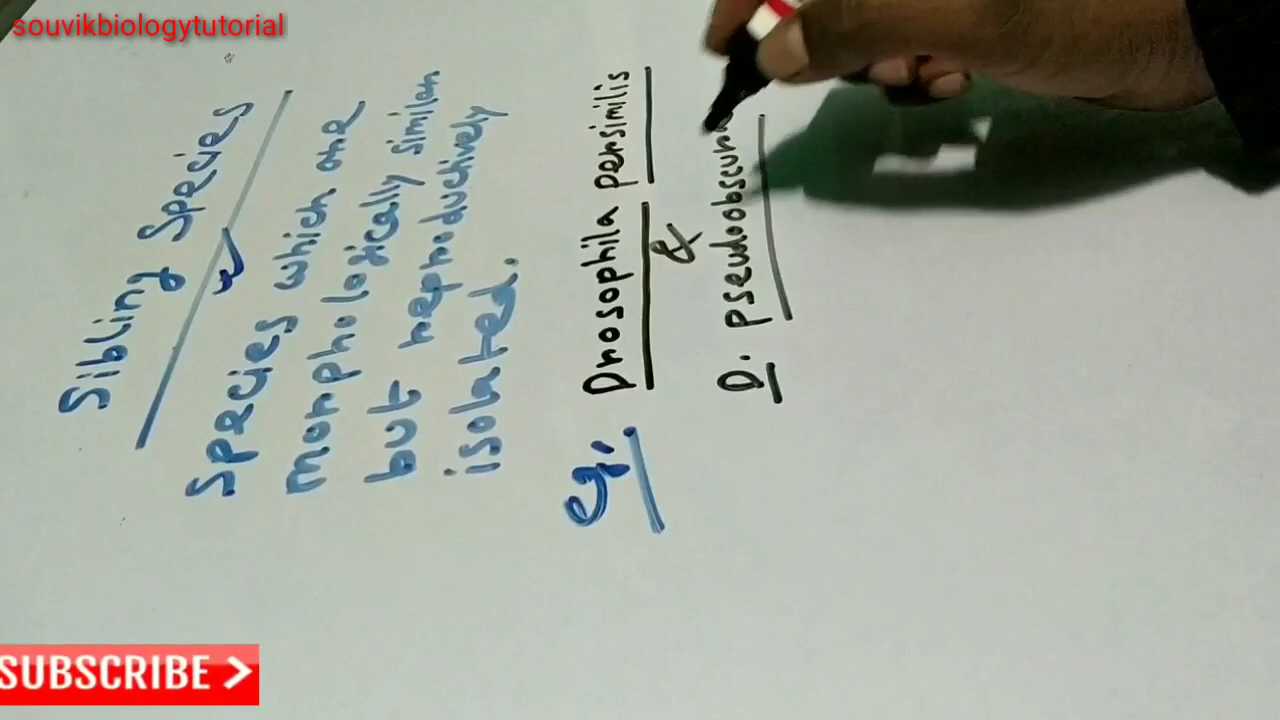 souvikbiologytutorial
Sibling Species
Species which are
morphologically similar
but reproductively
isolated.
eg. Drosophila persimilis
&
D. pseudoobscura
SUBSCRIBE >